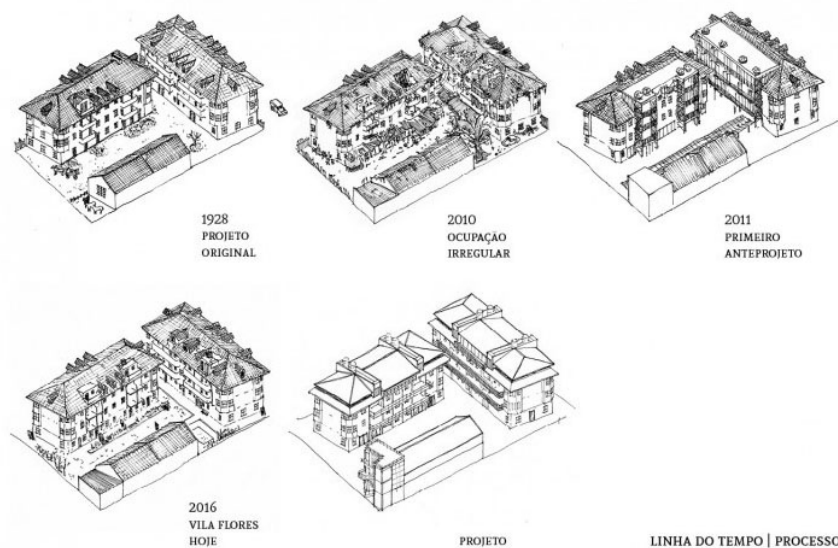 1928
PROJETO
ORIGINAL
2010
OCUPAÇÃO
IRREGULAR
2011
PRIMEIRO
ANTEPROJETO
2016
VILA FLORES
HOJE
PROJETO
LINHA DO TEMPO | PROCESSO